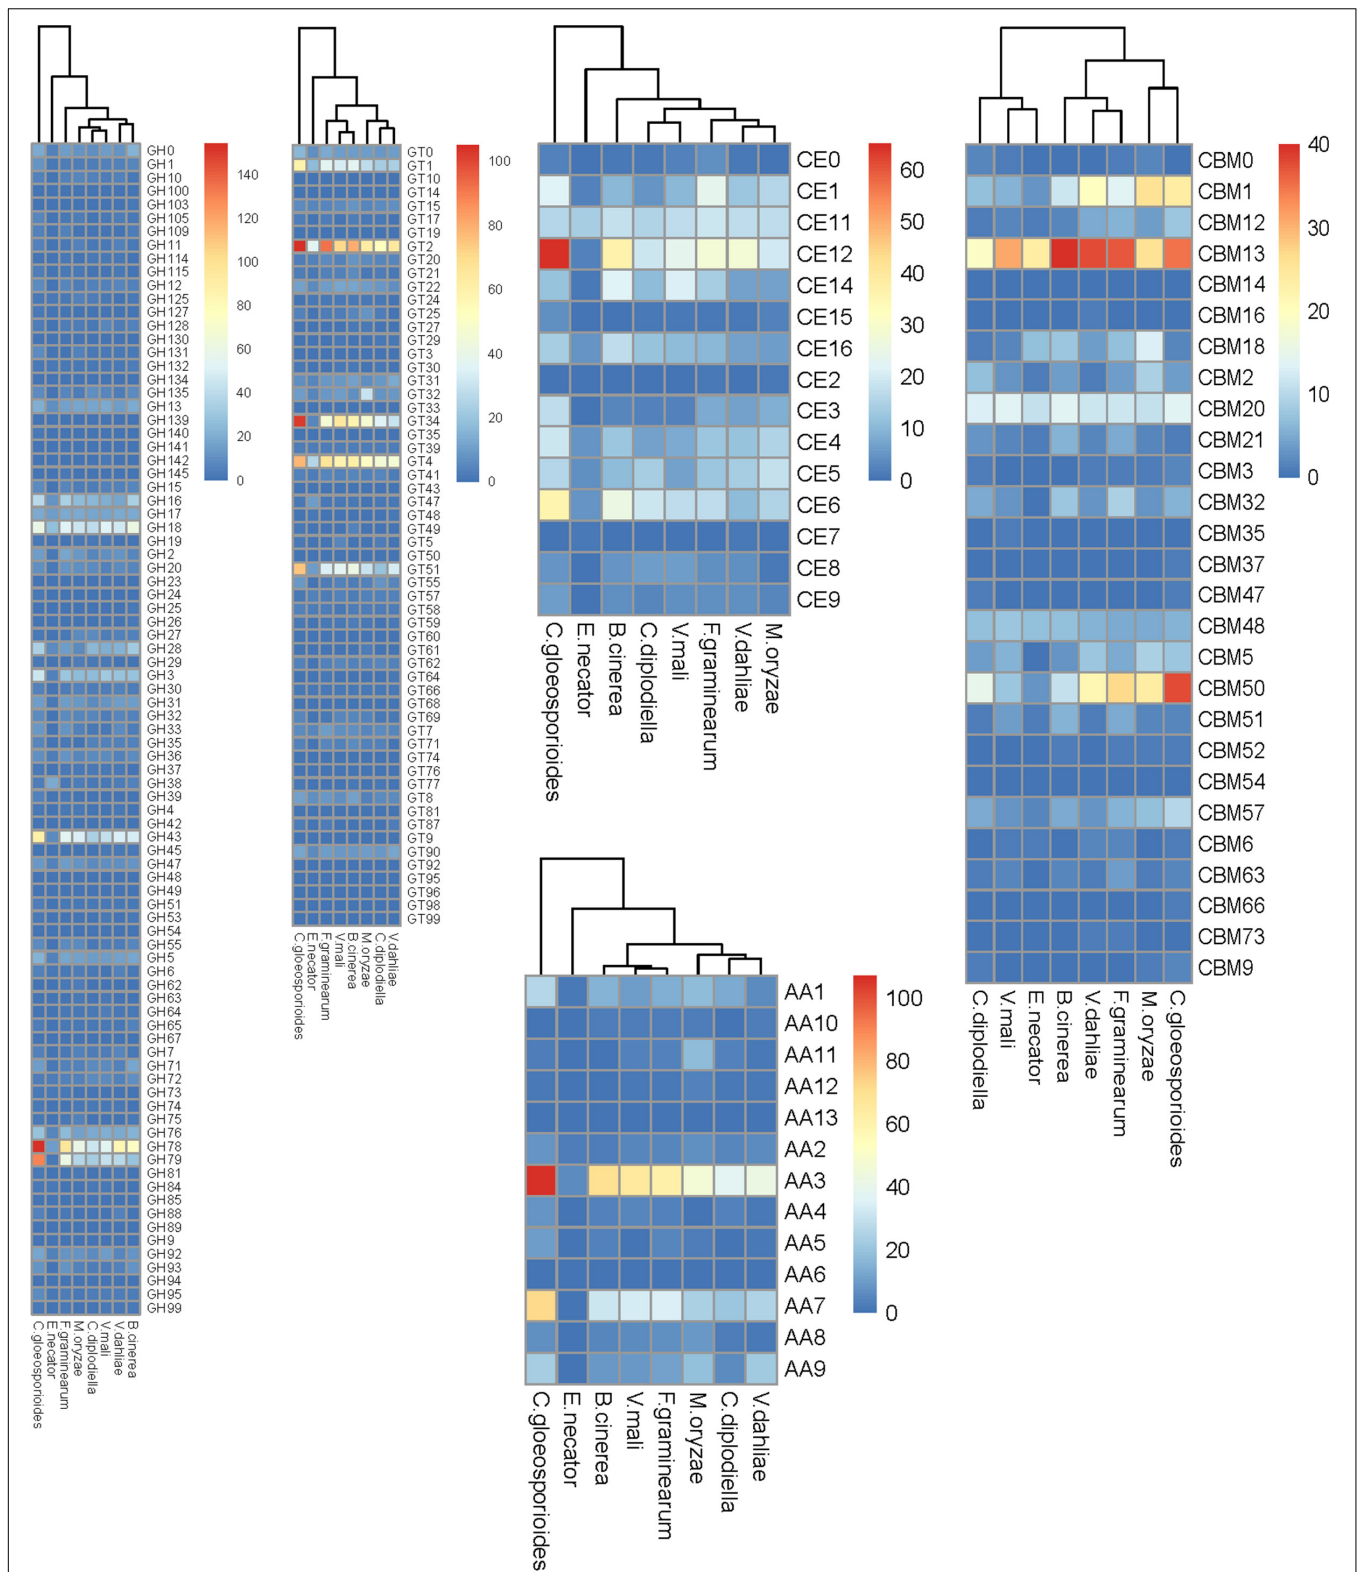 GH0
GH1
GH10
GH100
GH103
GH105
GH109
GH11
GH114
GH115
GH12
GH125
GH127
GH128
GH130
GH131
GH132
GH134
GH135
GH13
GH139
GH140
GH141
GH142
GH145
GH15
GH16
GH17
GH18
GH19
GH2
GH20
GH23
GH24
GH25
GH26
GH27
GH28
GH29
GH3
GH30
GH31
GH32
GH33
GH35
GH36
GH37
GH38
GH39
GH4
GH42
GH43
GH45
GH47
GH48
GH49
GH51
GH53
GH54
GH55
GH5
GH6
GH62
GH63
GH64
GH65
GH67
GH7
GH71
GH72
GH73
GH74
GH75
GH76
GH78
GH79
GH81
GH84
GH85
GH88
GH89
GH9
GH92
GH93
GH94
GH95
GH99
C.gloeosporioides
E.necator
F.graminearum
M.oryzae
C.diplodiella
V.mali
V.dahliae
B.cinerea
140
120
100
80
60
40
20
0
GT0
GT1
GT10
GT14
GT15
GT17
GT19
GT2
GT20
GT21
GT22
GT24
GT25
GT27
GT29
GT3
GT30
GT31
GT32
GT33
GT34
GT35
GT39
GT4
GT41
GT43
GT47
GT48
GT49
GT5
GT50
GT51
GT55
GT57
GT58
GT59
GT60
GT61
GT62
GT64
GT66
GT68
GT69
GT7
GT71
GT74
GT76
GT77
GT8
GT81
GT87
GT9
GT90
GT92
GT95
GT96
GT98
GT99
C.gloeosporioides
E.necator
F.graminearum
V.mali
B.cinerea
M.oryzae
C.diplodiella
V.dahliae
100
80
60
40
20
0
CE0
CE1
CE11
CE12
CE14
CE15
CE16
CE2
CE3
CE4
CE5
CE6
CE7
CE8
CE9
C.gloeosporioides
E.necator
B.cinerea
C.diplodiella
V.mali
F.graminearum
V.dahliae
M.oryzae
60
50
40
30
20
10
0
AA1
AA10
AA11
AA12
AA13
AA2
AA3
AA4
AA5
AA6
AA7
AA8
AA9
C.gloeosporioides
E.necator
B.cinerea
V.mali
F.graminearum
M.oryzae
C.diplodiella
V.dahliae
100
80
60
40
20
0
CBM0
CBM1
CBM12
CBM13
CBM14
CBM16
CBM18
CBM2
CBM20
CBM21
CBM3
CBM32
CBM35
CBM37
CBM47
CBM48
CBM5
CBM50
CBM51
CBM52
CBM54
CBM57
CBM6
CBM63
CBM66
CBM73
CBM9
C.diplodiella
V.mali
E.necator
B.cinerea
V.dahliae
F.graminearum
M.oryzae
C.gloeosporioides
40
30
20
10
0